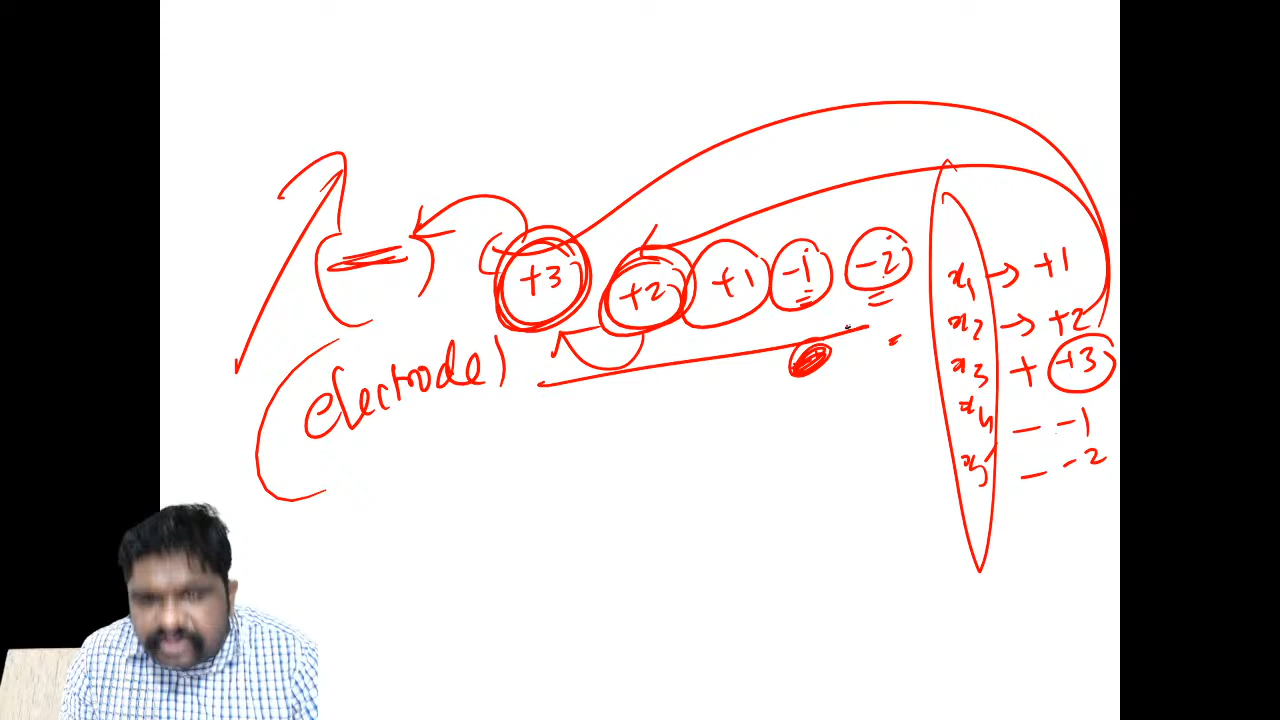 (-) +3 +2 +1 -1 -2
(electrode)
x1 → +1
x2 → +2
x3 + +3
x4 - -1
x5 - -2